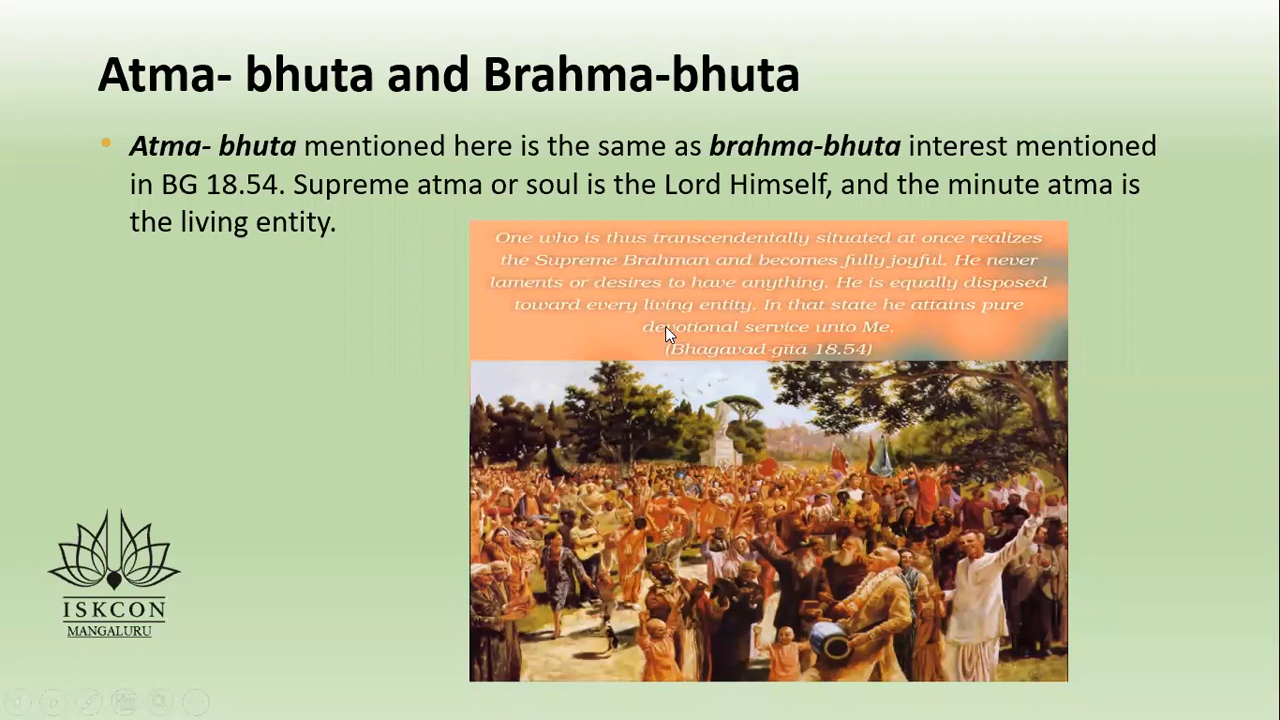 Atma- bhuta and Brahma-bhuta
• Atma- bhuta mentioned here is the same as brahma-bhuta interest mentioned
in BG 18.54. Supreme atma or soul is the Lord Himself, and the minute atma is
the living entity.
One who is thus transcendentally situated at once realizes
the Supreme Brahman and becomes fully joyful. He never
laments or desires to have anything. He is equally disposed
toward every living entity. In that state he attains pure
devotional service unto Me.
(Bhagavad-gītā 18.54)
ISKCON
MANGALURU